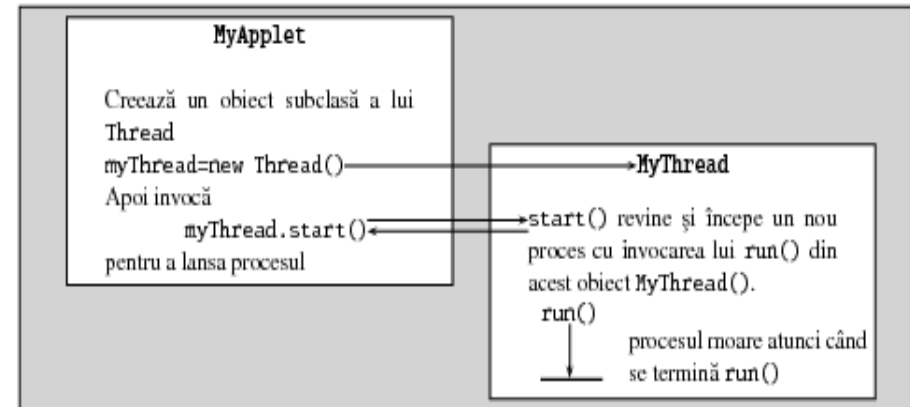 MyApplet
Creează un obiect subclasă a lui
Thread
myThread=new Thread()
Apoi invocă
myThread.start()
pentru a lansa procesul
MyThread
start() revine şi începe un nou
proces cu invocarea lui run() din
acest obiect MyThread().
run()
procesul moare atunci când
se termină run()